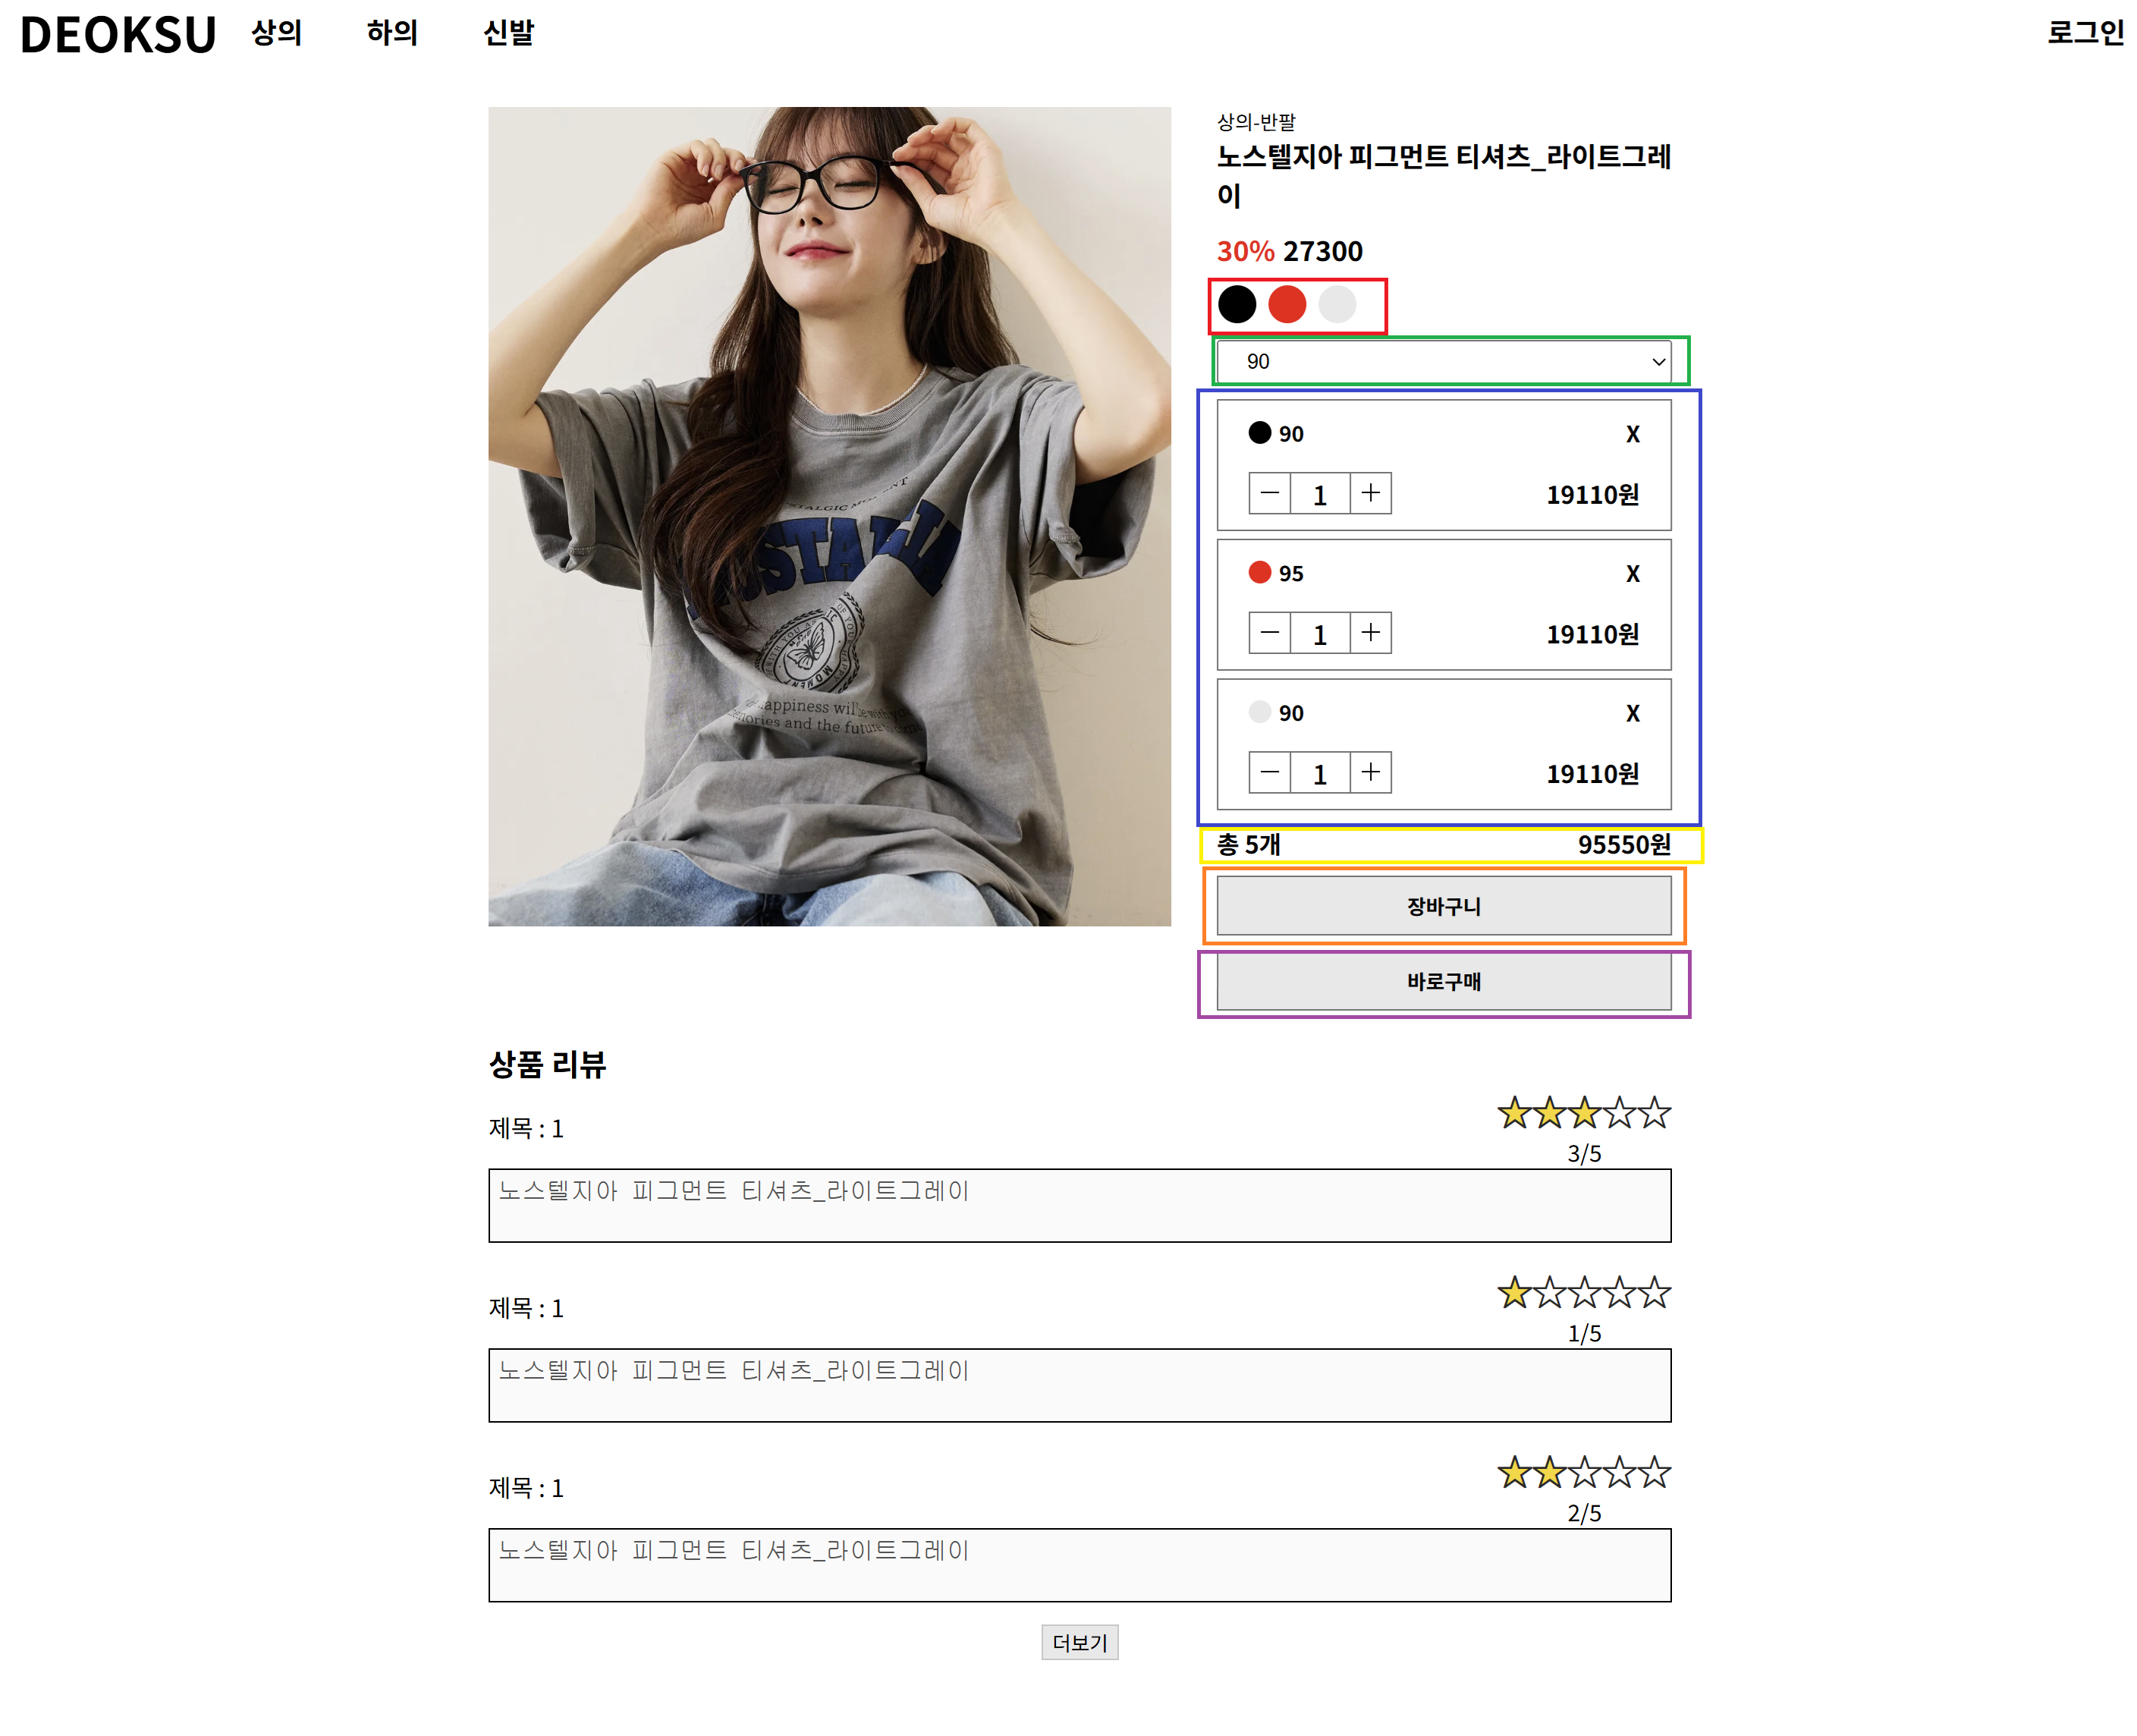 DEOKSU 상의 하의 신발 로그인
상의-반팔
노스텔지아 피그먼트 티셔츠_라이트그레
이
30% 27300
90
90 X
1 19110원
95 X
1 19110원
90 X
1 19110원
총 5개 95550원
장바구니
바로구매
happiness will be with you
and the future
상품 리뷰
제목 : 1
3/5
노스텔지아 피그먼트 티셔츠_라이트그레이
제목 : 1
1/5
노스텔지아 피그먼트 티셔츠_라이트그레이
제목 : 1
2/5
노스텔지아 피그먼트 티셔츠_라이트그레이
더보기